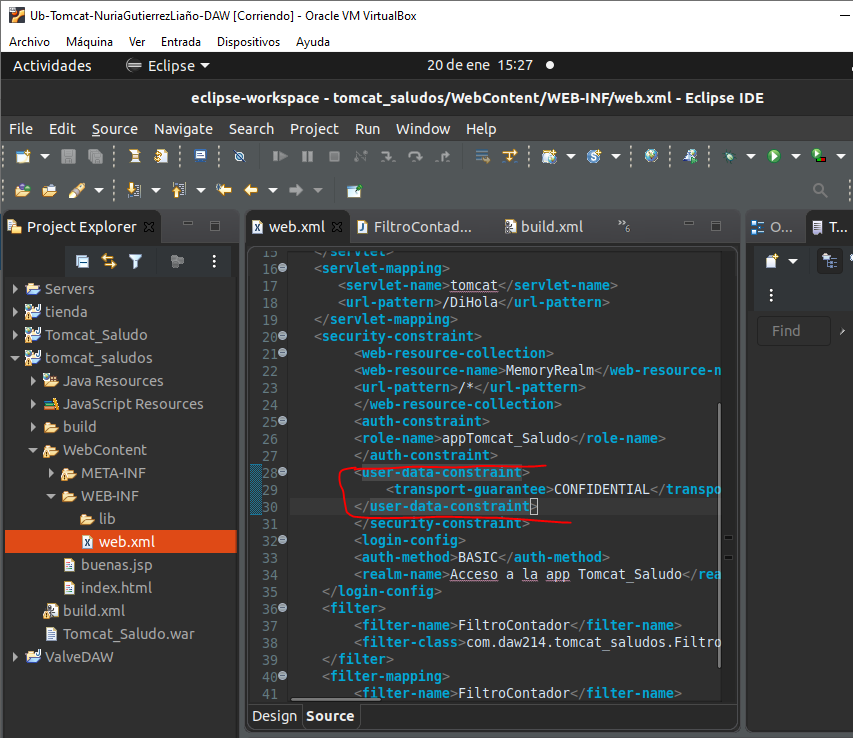 Ub-Tomcat-NuriaGutierrezLiaño-DAW [Corriendo] - Oracle VM VirtualBox
Archivo Máquina Ver Entrada Dispositivos Ayuda
Actividades Eclipse 20 de ene 15:27
eclipse-workspace - tomcat_saludos/WebContent/WEB-INF/web.xml - Eclipse IDE
File Edit Source Navigate Search Project Run Window Help
Project Explorer
Servers
tienda
Tomcat_Saludo
tomcat_saludos
Java Resources
JavaScript Resources
build
WebContent
META-INF
WEB-INF
lib
web.xml
buenas.jsp
index.html
build.xml
Tomcat_Saludo.war
ValveDAW
web.xml FiltroContad... build.xml »6
15 </servlet>
16 <servlet-mapping>
17 <servlet-name>tomcat</servlet-name>
18 <url-pattern>/DiHola</url-pattern>
19 </servlet-mapping>
20 <security-constraint>
21 <web-resource-collection>
22 <web-resource-name>MemoryRealm</web-resource-n
23 <url-pattern>/*</url-pattern>
24 </web-resource-collection>
25 <auth-constraint>
26 <role-name>appTomcat_Saludo</role-name>
27 </auth-constraint>
28 <user-data-constraint>
29 <transport-guarantee>CONFIDENTIAL</transpo
30 </user-data-constraint>
31 </security-constraint>
32 <login-config>
33 <auth-method>BASIC</auth-method>
34 <realm-name>Acceso a la app Tomcat_Saludo</rea
35 </login-config>
36 <filter>
37 <filter-name>FiltroContador</filter-name>
38 <filter-class>com.daw214.tomcat_saludos.Filtro
39 </filter>
40 <filter-mapping>
41 <filter-name>FiltroContador</filter-name>
Design Source
O... T...
Find